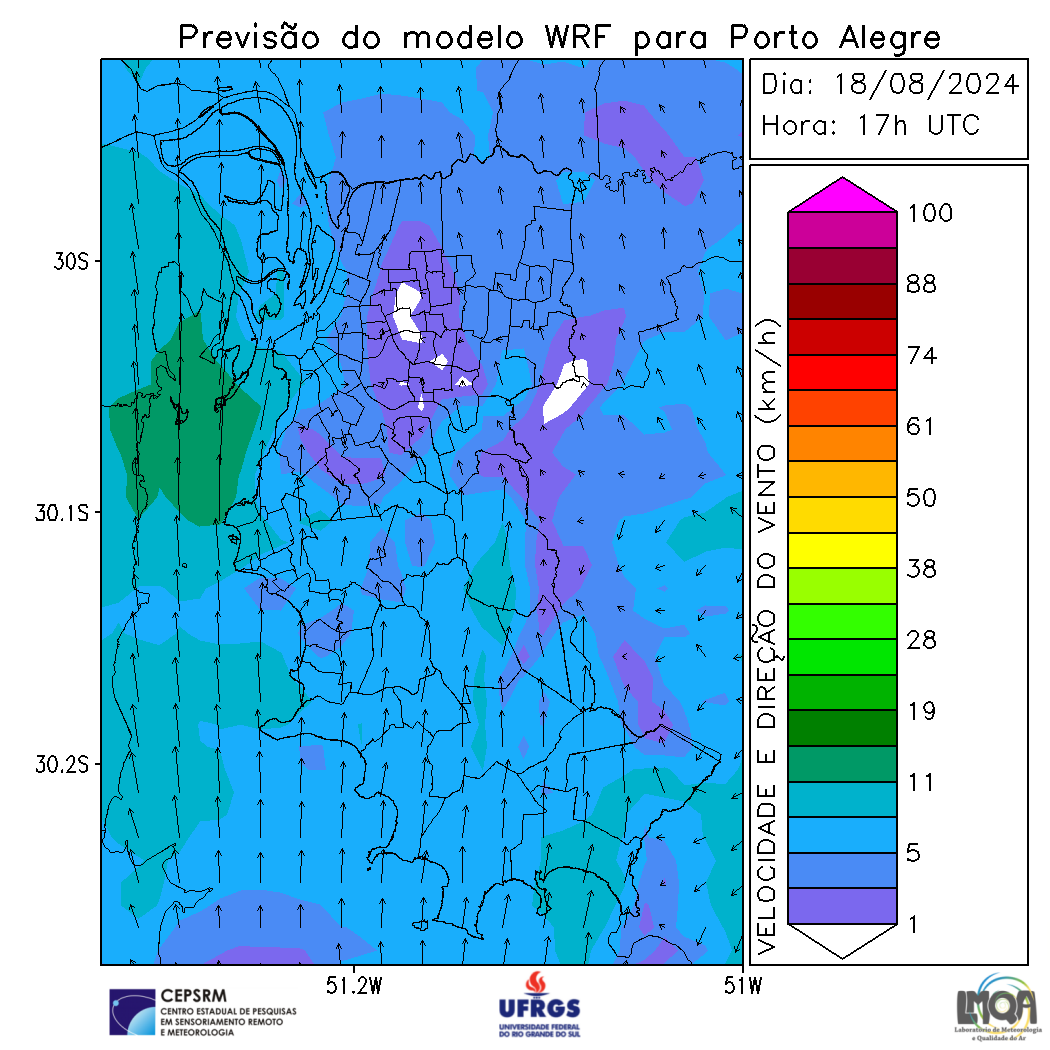 Previsão do modelo WRF para Porto Alegre
Dia: 18/08/2024
Hora: 17h UTC
30S
30.1S
30.2S
51.2W
51W
VELOCIDADE E DIREÇÃO DO VENTO (km/h)
100
88
74
61
50
38
28
19
11
5
1
CEPSRM
CENTRO ESTADUAL DE PESQUISAS
EM SENSORIAMENTO REMOTO
E METEOROLOGIA
UFRGS
UNIVERSIDADE FEDERAL
DO RIO GRANDE DO SUL
LMQA
Laboratório de Meteorologia
e Qualidade do Ar